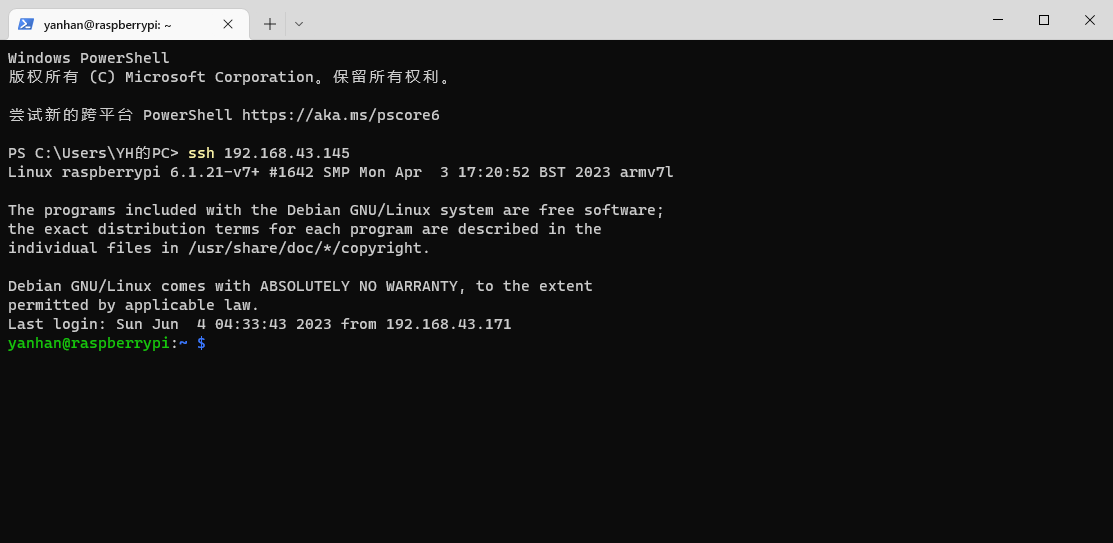 yanhan@raspberrypi: ~
Windows PowerShell
版权所有 (C) Microsoft Corporation。保留所有权利。
尝试新的跨平台 PowerShell https://aka.ms/pscore6
PS C:\Users\YH的PC> ssh 192.168.43.145
Linux raspberrypi 6.1.21-v7+ #1642 SMP Mon Apr  3 17:20:52 BST 2023 armv7l
The programs included with the Debian GNU/Linux system are free software;
the exact distribution terms for each program are described in the
individual files in /usr/share/doc/*/copyright.
Debian GNU/Linux comes with ABSOLUTELY NO WARRANTY, to the extent
permitted by applicable law.
Last login: Sun Jun  4 04:33:43 2023 from 192.168.43.171
yanhan@raspberrypi:~ $